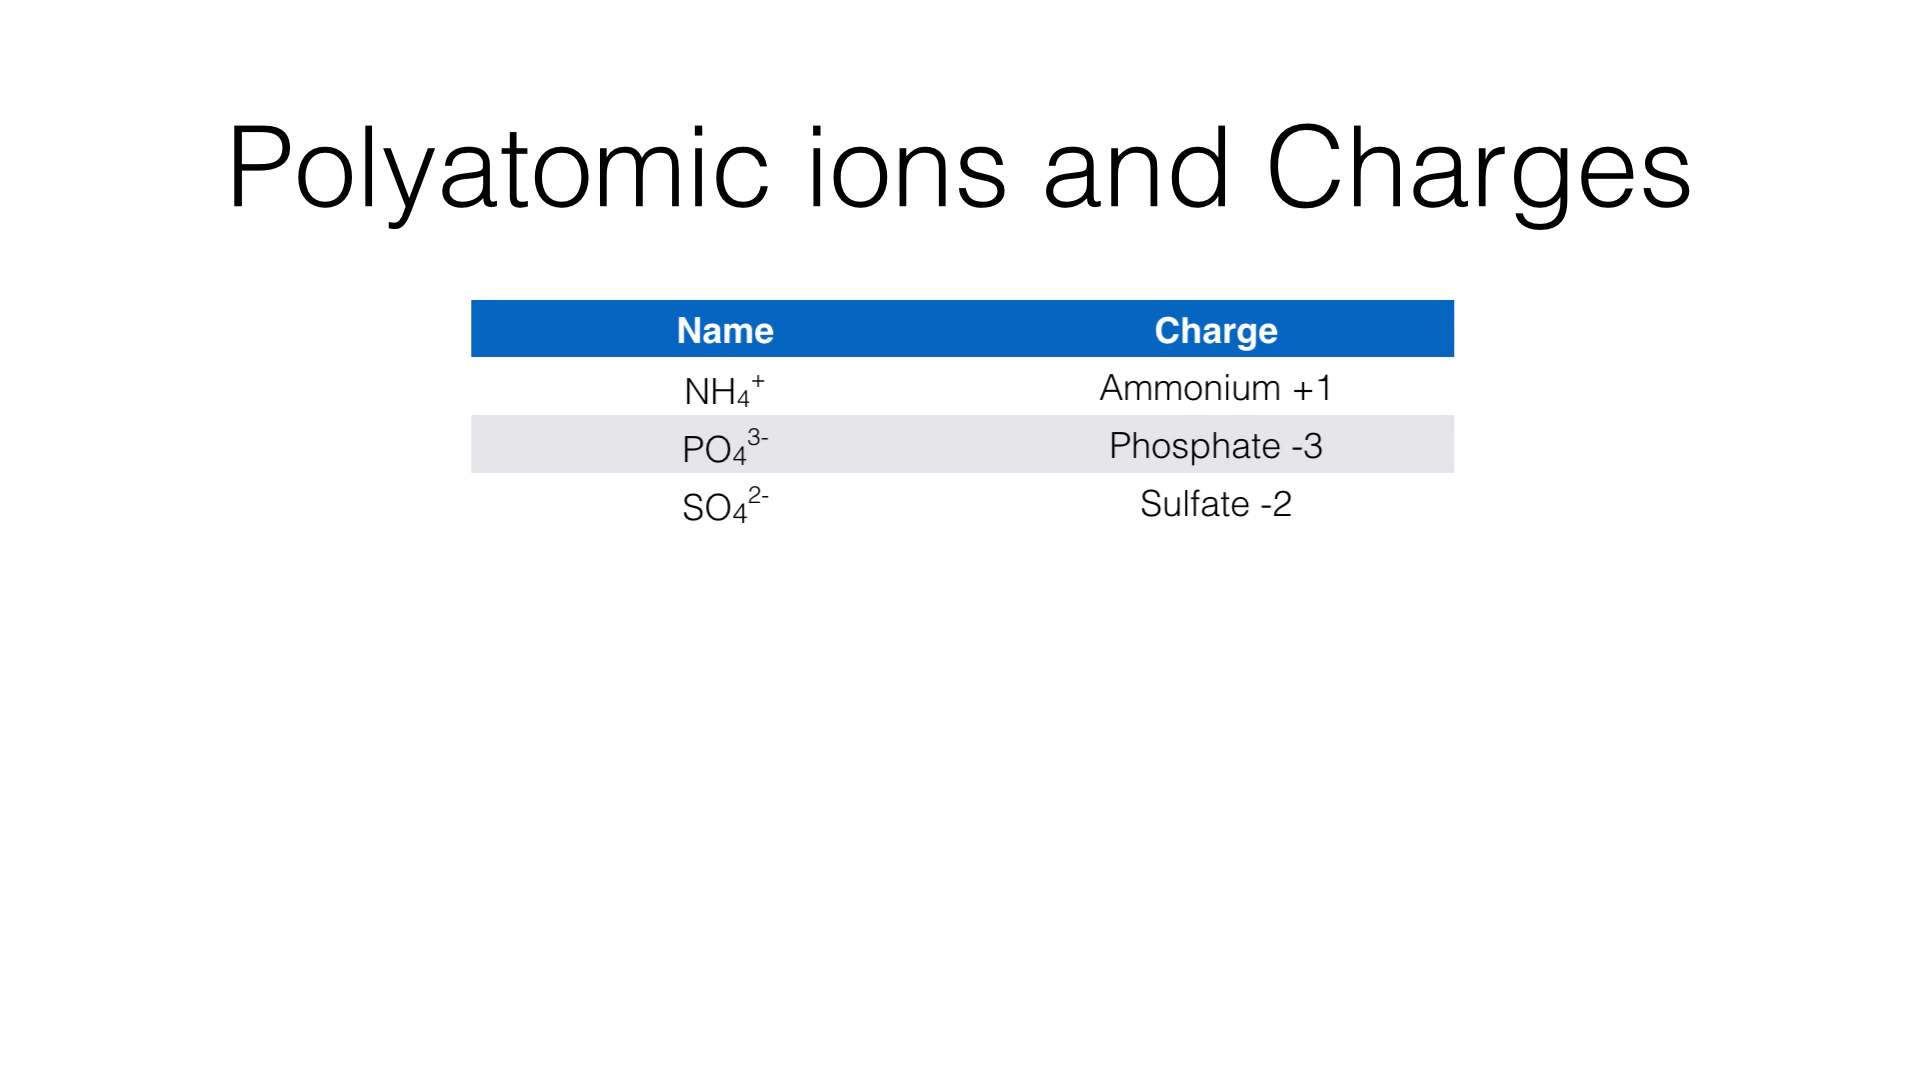 Polyatomic ions and Charges
Name Charge
NH₄⁺ Ammonium +1
PO₄³⁻ Phosphate -3
SO₄²⁻ Sulfate -2